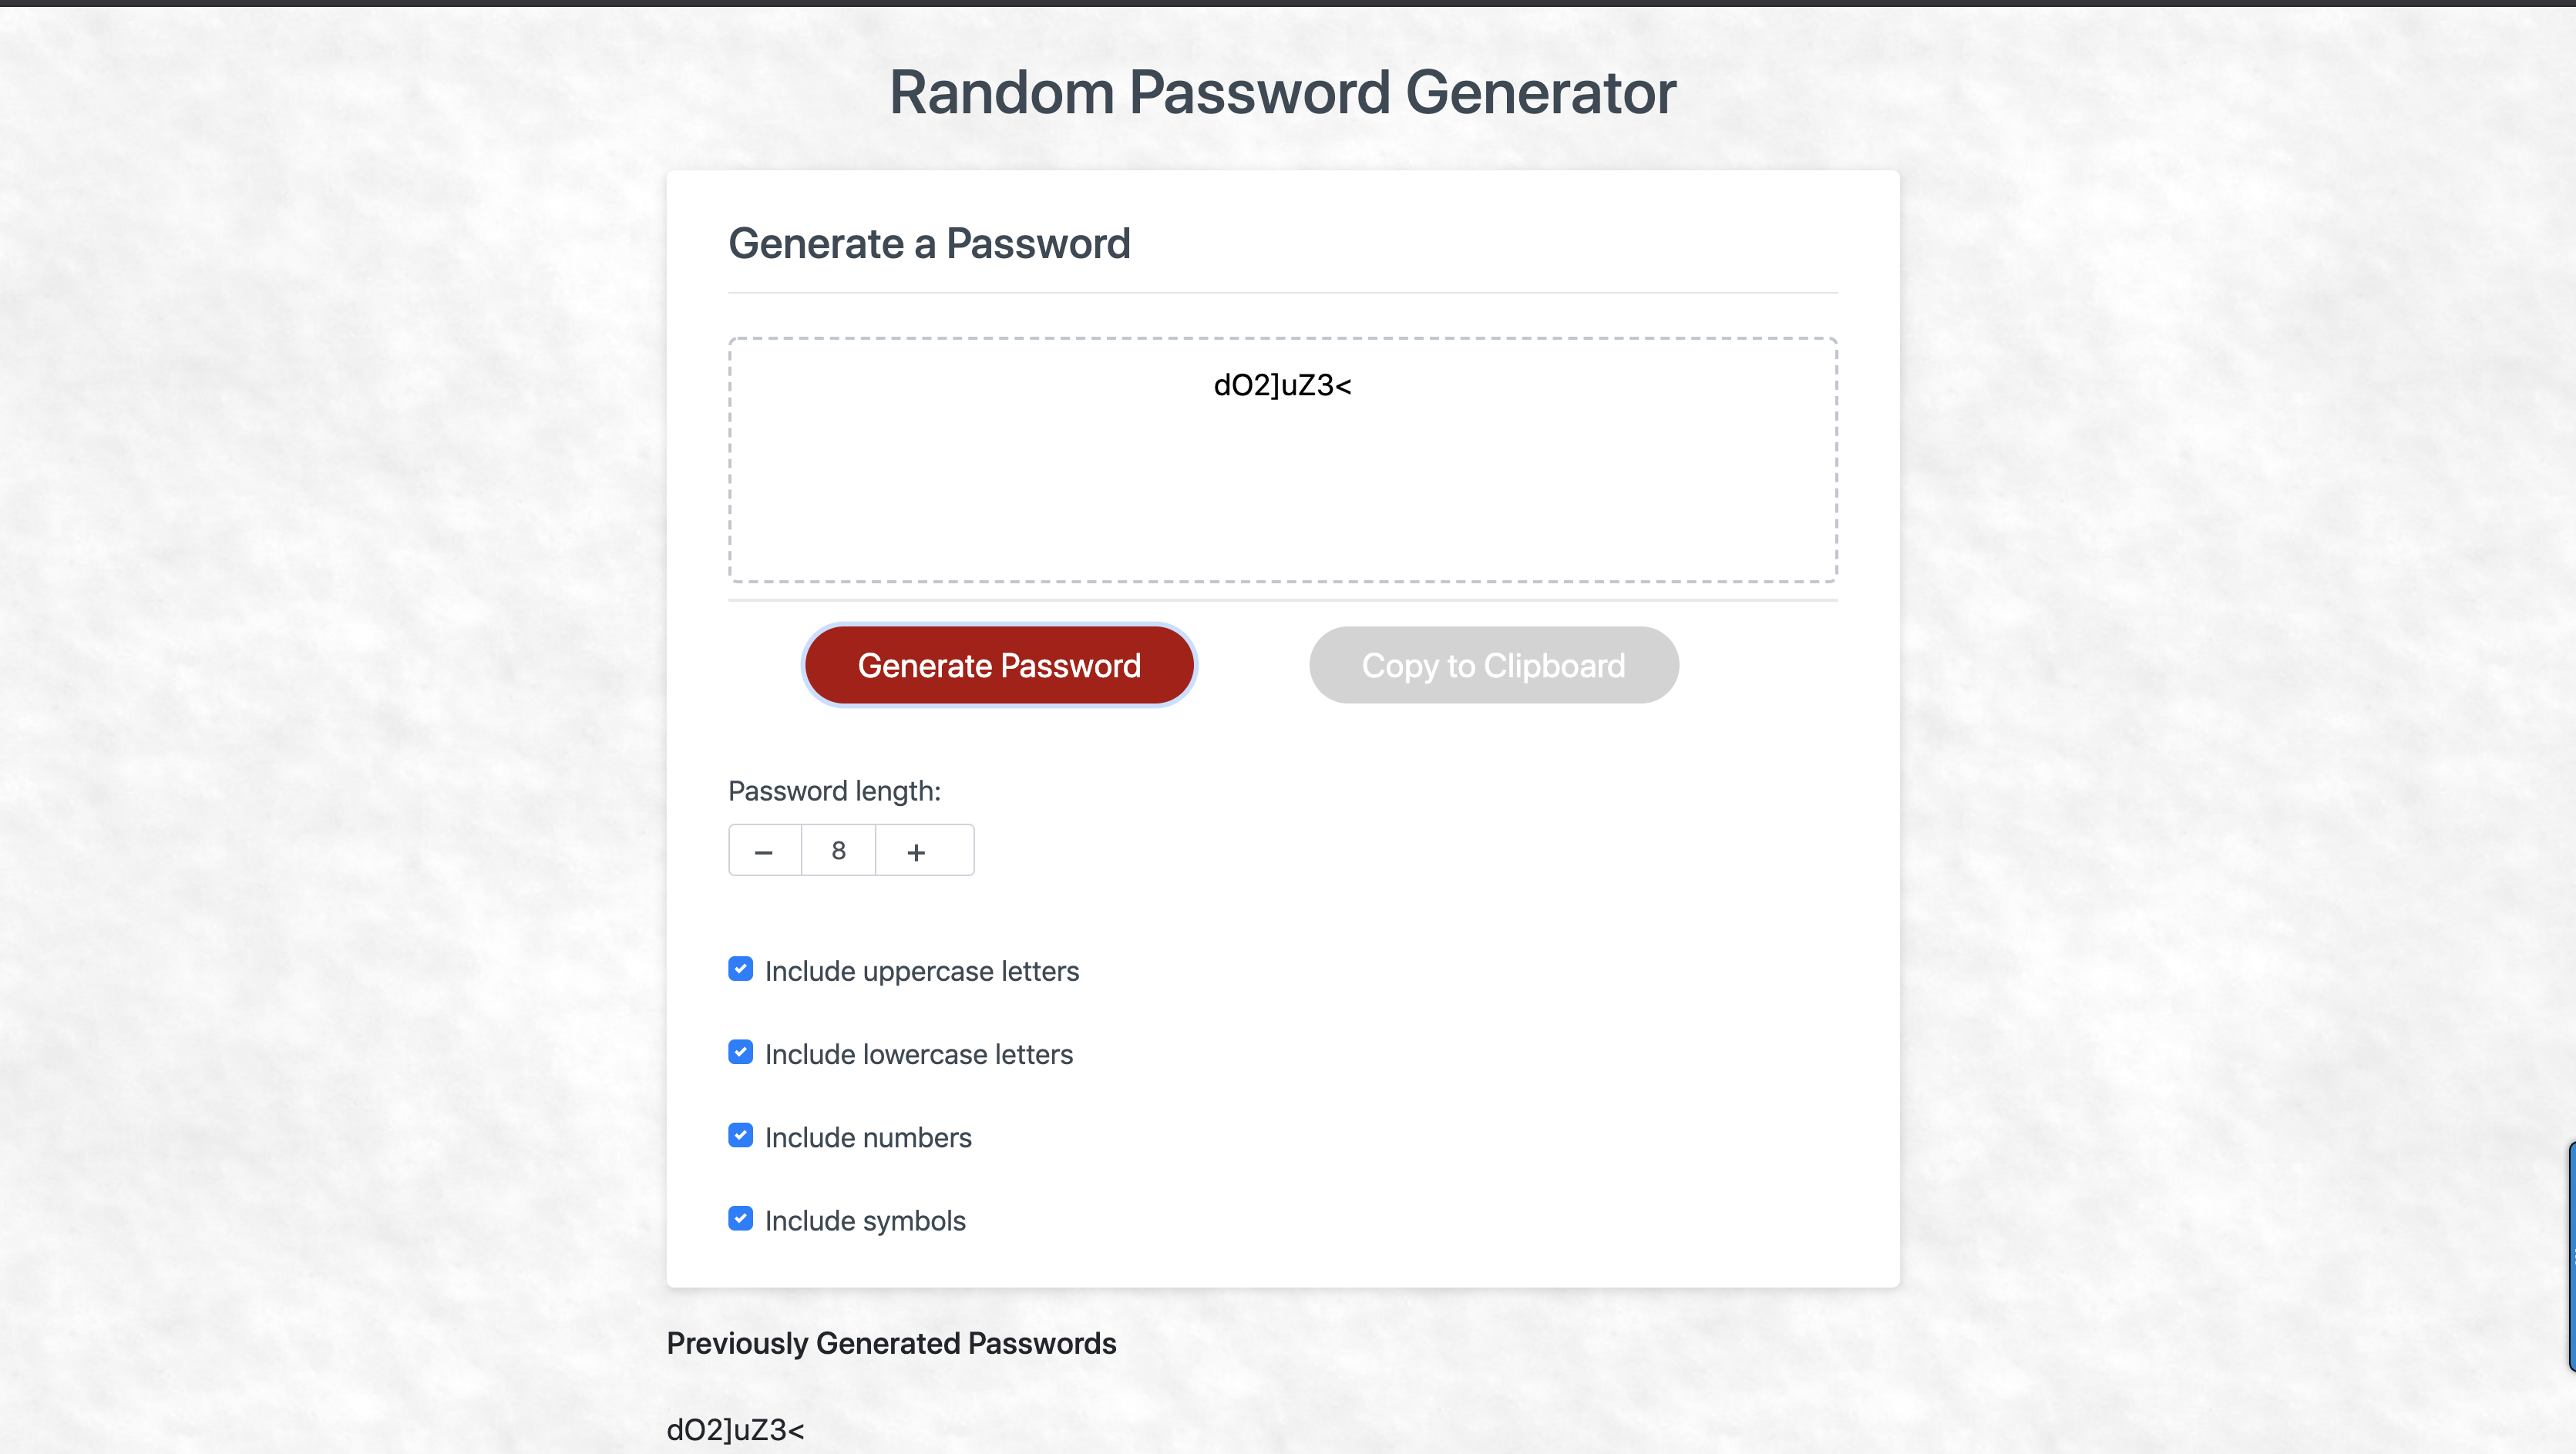 Random Password Generator
Generate a Password
dO2]uZ3<
Generate Password
Copy to Clipboard
Password length:
– 8 +
Include uppercase letters
Include lowercase letters
Include numbers
Include symbols
Previously Generated Passwords
dO2]uZ3<